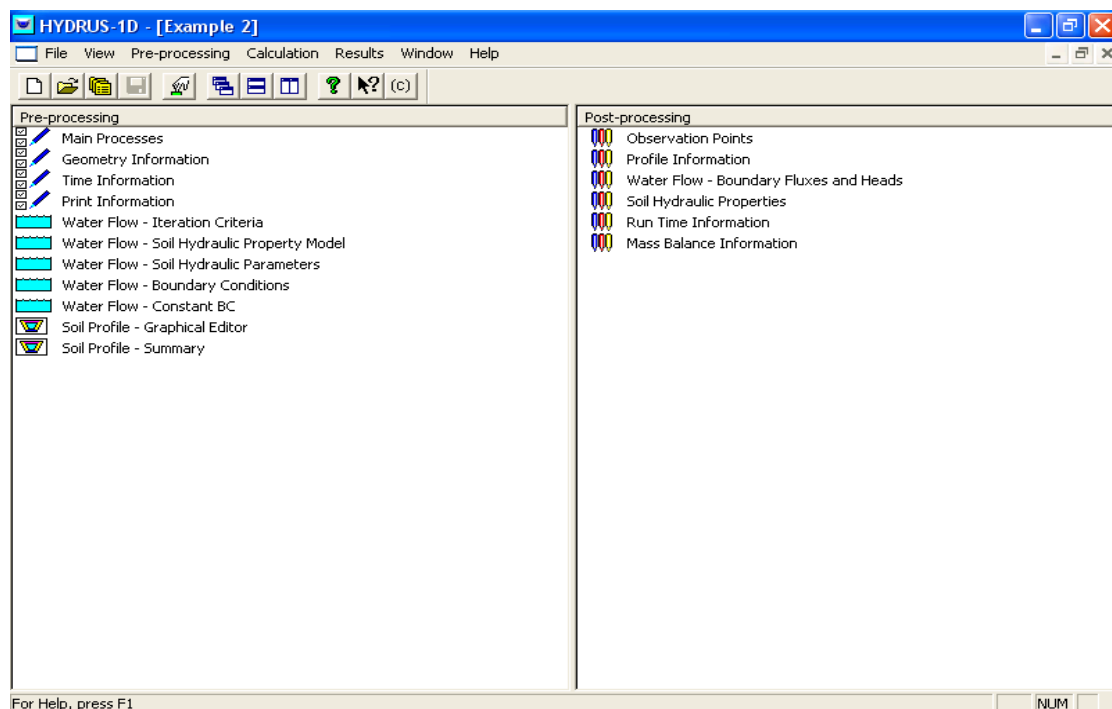 HYDRUS-1D - [Example 2]
File View Pre-processing Calculation Results Window Help
(c)
Pre-processing
Main Processes
Geometry Information
Time Information
Print Information
Water Flow - Iteration Criteria
Water Flow - Soil Hydraulic Property Model
Water Flow - Soil Hydraulic Parameters
Water Flow - Boundary Conditions
Water Flow - Constant BC
Soil Profile - Graphical Editor
Soil Profile - Summary
Post-processing
Observation Points
Profile Information
Water Flow - Boundary Fluxes and Heads
Soil Hydraulic Properties
Run Time Information
Mass Balance Information
For Help, press F1
NUM